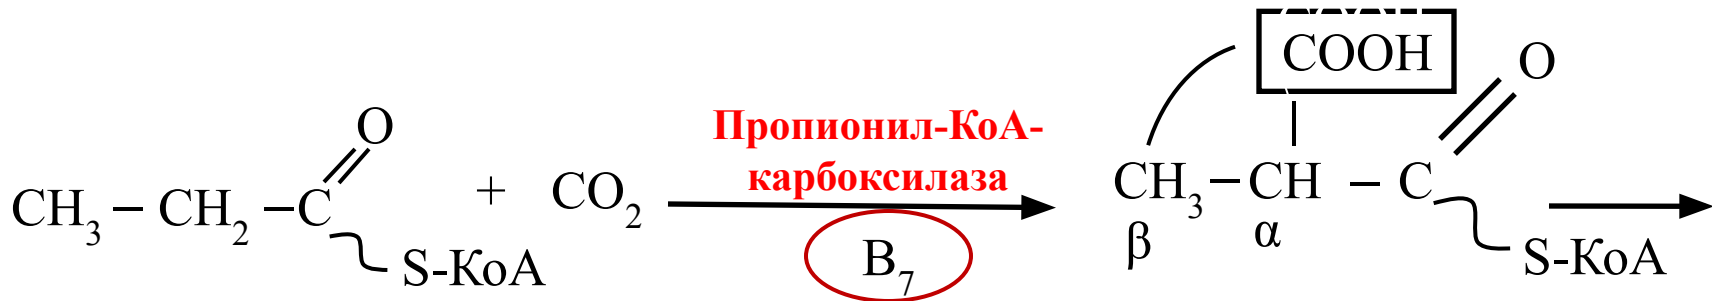 CH₃ – CH₂ – C
O
S-КоА
+ CO₂
Пропионил-КоА-
карбоксилаза
B₇
COOH
O
CH₃ – CH – C
β α
S-КоА